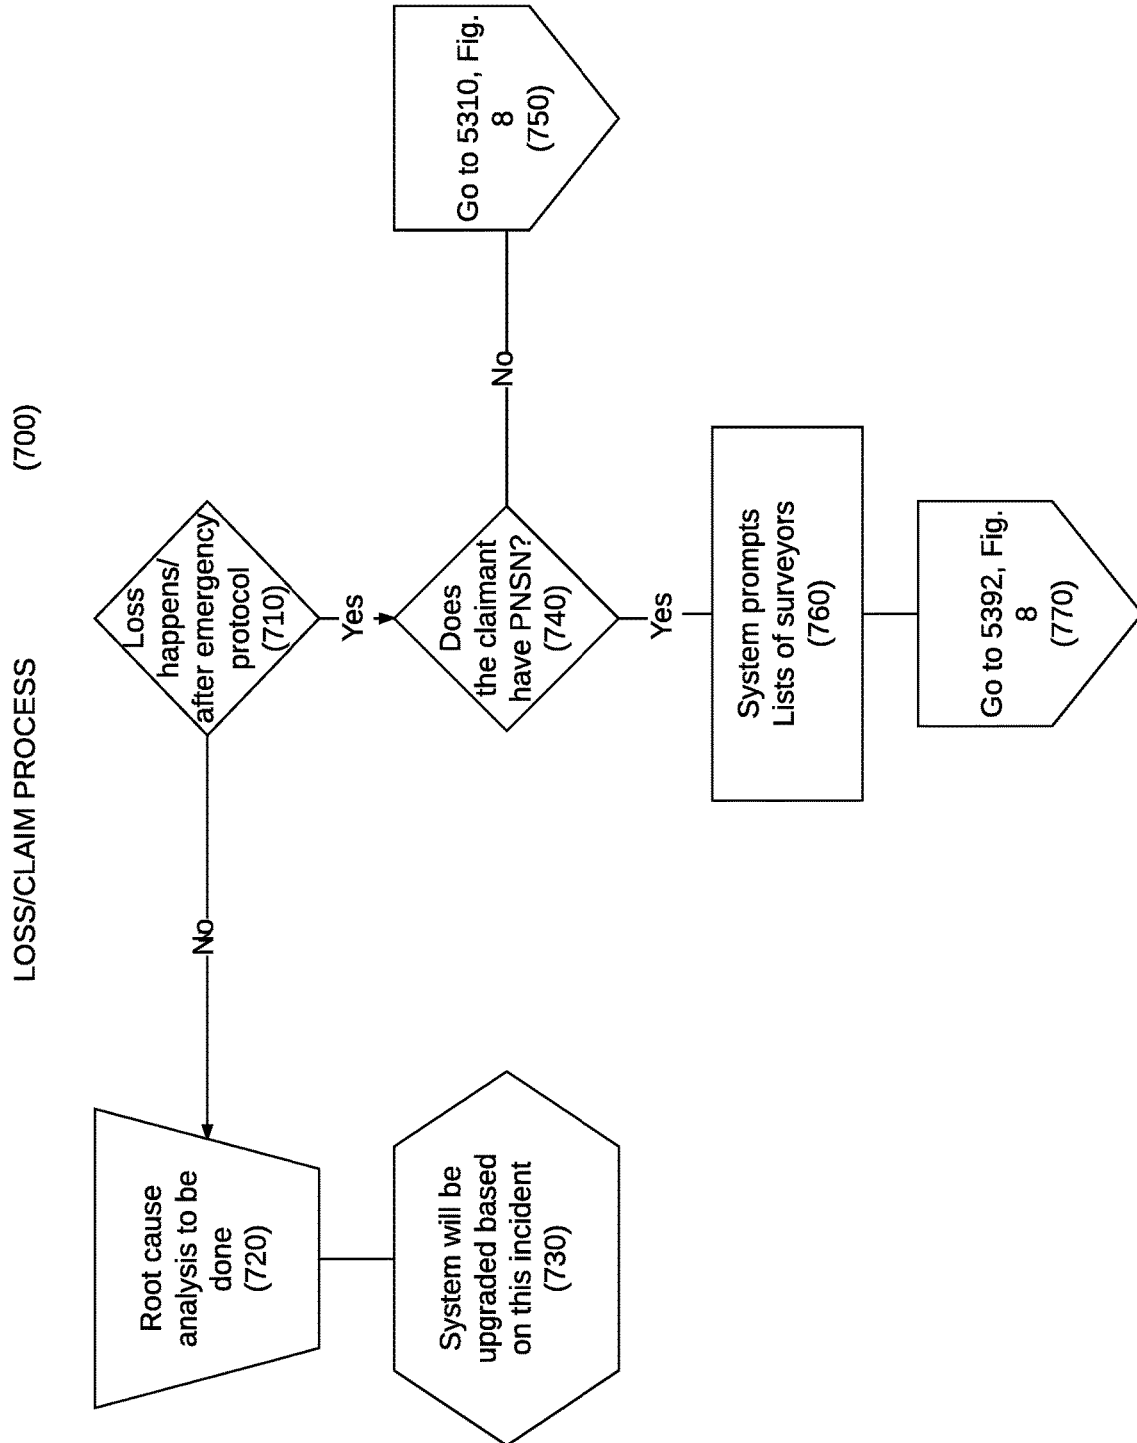 LOSS/CLAIM PROCESS (700)
Loss
happens/
after emergency
protocol
(710)
No
Yes
Root cause
analysis to be
done
(720)
System will be
upgraded based
on this incident
(730)
Does
the claimant
have PNSN?
(740)
No
Go to 5310, Fig.
8
(750)
Yes
System prompts
Lists of surveyors
(760)
Go to 5392, Fig.
8
(770)